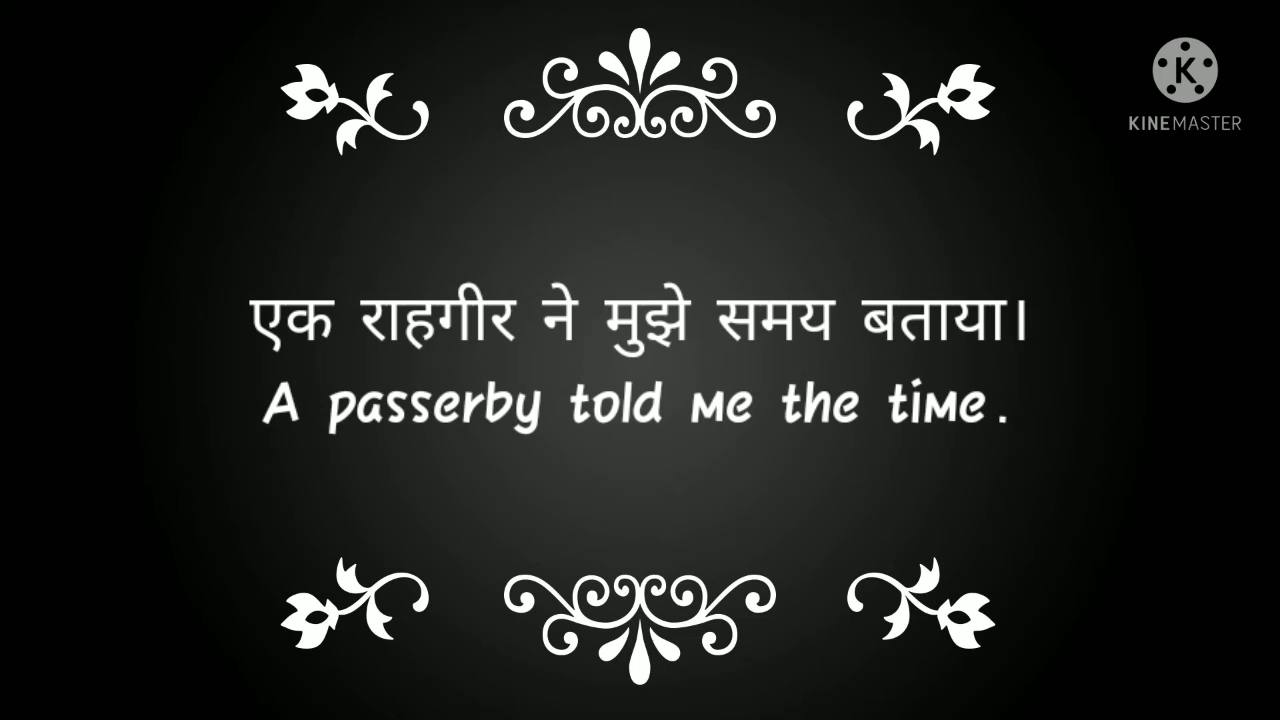 KINEMASTER
एक राहगीर ने मुझे समय बताया।
A passerby told me the time.